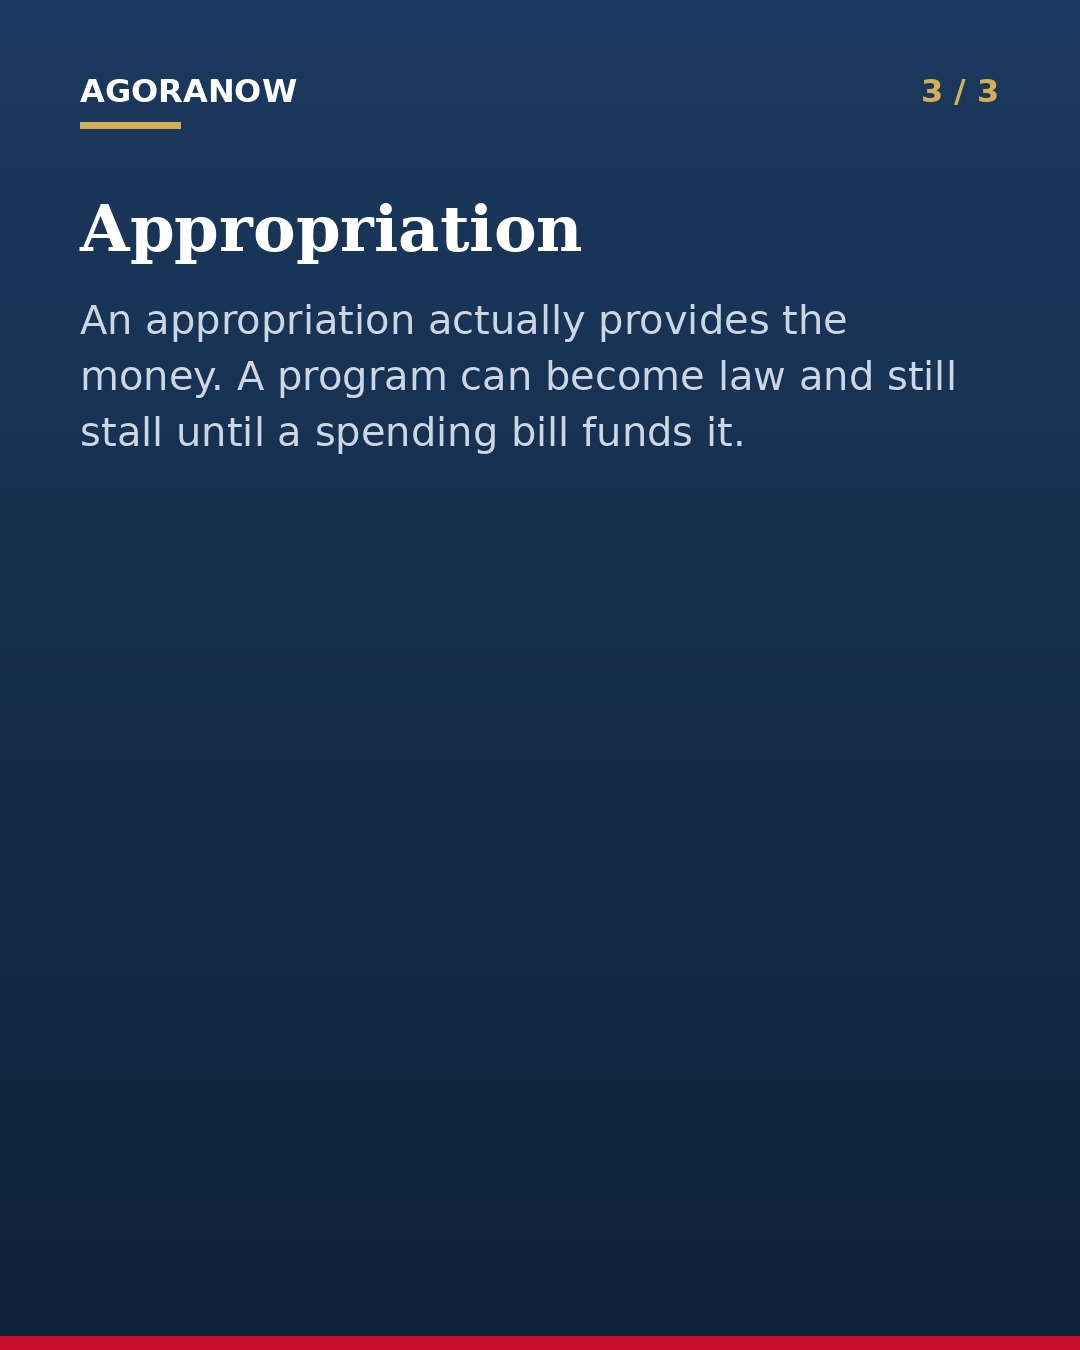 AGORANOW
3 / 3
Appropriation
An appropriation actually provides the
money. A program can become law and still
stall until a spending bill funds it.